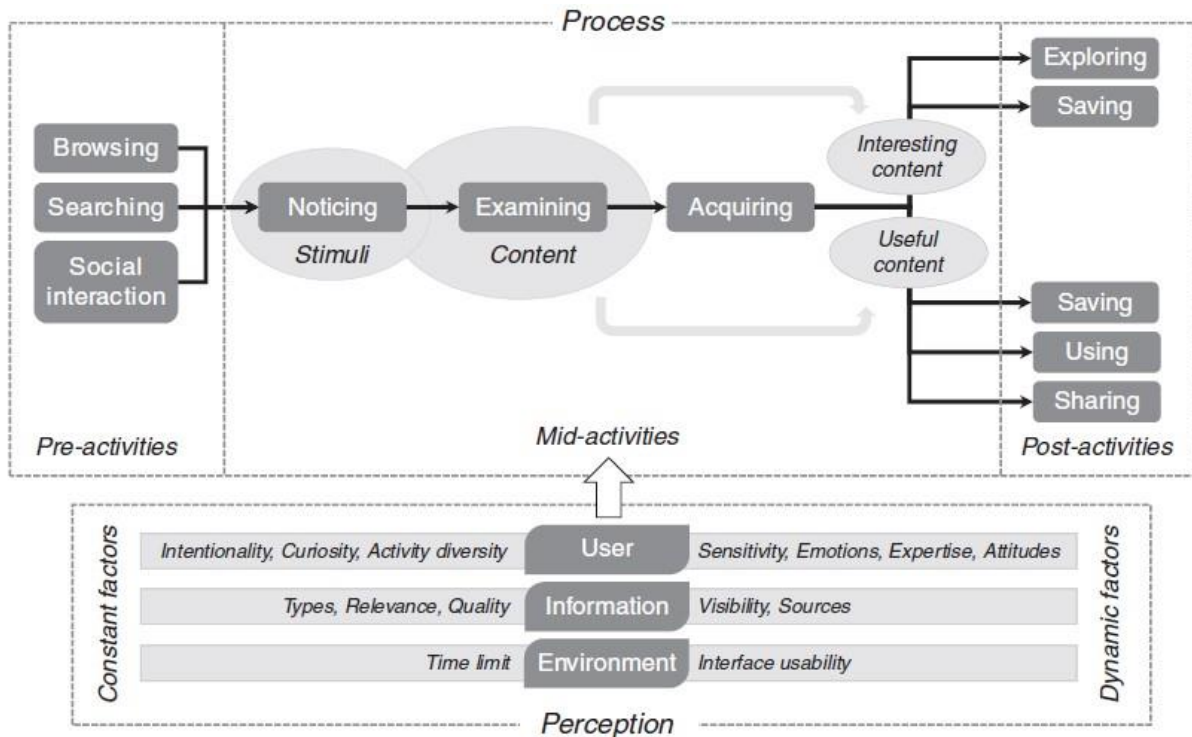 Process
Browsing
Searching
Social
interaction
Pre-activities
Noticing
Stimuli
Examining
Content
Acquiring
Interesting
content
Useful
content
Mid-activities
Exploring
Saving
Saving
Using
Sharing
Post-activities
Constant factors
Intentionality, Curiosity, Activity diversity
User
Sensitivity, Emotions, Expertise, Attitudes
Types, Relevance, Quality
Information
Visibility, Sources
Time limit
Environment
Interface usability
Dynamic factors
Perception